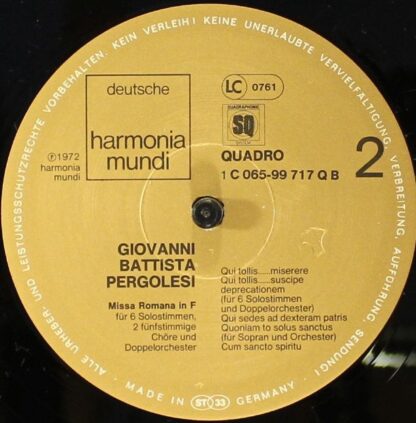 ALLE URHEBER- UND LEISTUNGSSCHUTZRECHTE VORBEHALTEN. KEIN VERLEIH! KEINE UNERLAUBTE VERVIELFÄLTIGUNG, VERBREITUNG, AUFFÜHRUNG, SENDUNG!
deutsche
harmonia
mundi
℗ 1972
harmonia
mundi
LC 0761
QUADRAPHONIC
SQ
QUADRO
1 C 065-99 717 Q B
2
GIOVANNI
BATTISTA
PERGOLESI
Missa Romana in F
für 6 Solostimmen,
2 fünfstimmige
Chöre und
Doppelorchester
Qui tollis.....miserere
Qui tollis.....suscipe
deprecationem
(für 6 Solostimmen
und Doppelorchester)
Qui sedes ad dexteram patris
Quoniam to solus sanctus
(für Sopran und Orchester)
Cum sancto spiritu
MADE IN ST 33 GERMANY